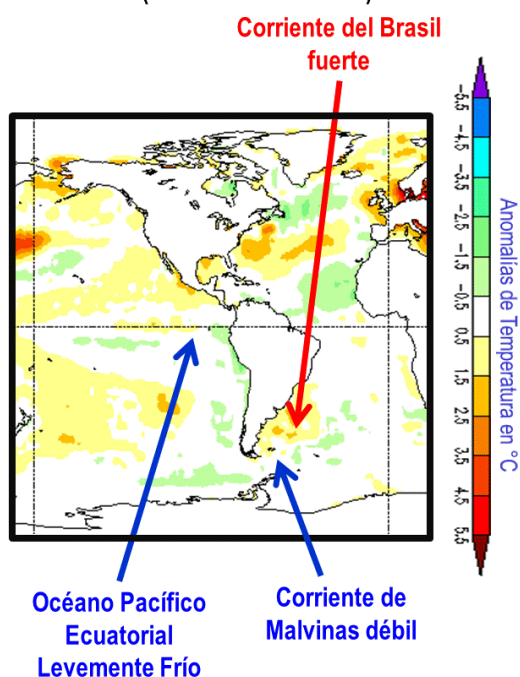 Corriente del Brasil
fuerte
-5.5
-4.5
-3.5
-2.5
-1.5
-0.5
0.5
1.5
2.5
3.5
4.5
5.5
Anomalías de Temperatura en °C
Océano Pacífico
Ecuatorial
Levemente Frío
Corriente de
Malvinas débil